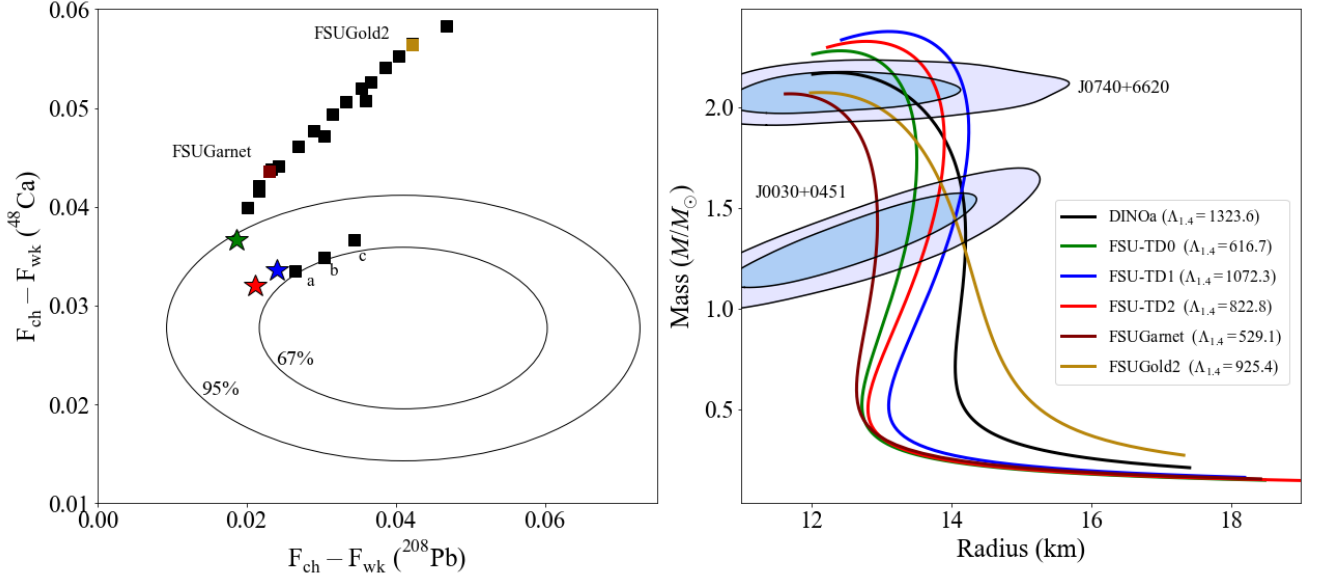 0.06
0.05
0.04
0.03
0.02
0.01
F_ch − F_wk (⁴⁸Ca)
FSUGold2
FSUGarnet
a
b
c
67%
95%
0.00
0.02
0.04
0.06
F_ch − F_wk (²⁰⁸Pb)
2.0
1.5
1.0
0.5
Mass (M/M_⊙)
J0740+6620
J0030+0451
DINOa (Λ_1.4 = 1323.6)
FSU-TD0 (Λ_1.4 = 616.7)
FSU-TD1 (Λ_1.4 = 1072.3)
FSU-TD2 (Λ_1.4 = 822.8)
FSUGarnet (Λ_1.4 = 529.1)
FSUGold2 (Λ_1.4 = 925.4)
12
14
16
18
Radius (km)